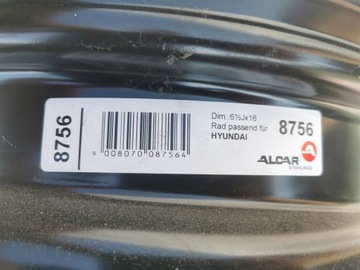 8756
9 008070 087564
Dim.:6½Jx16
Rad passend für
HYUNDAI
8756
ALCAR
STAHLRAD